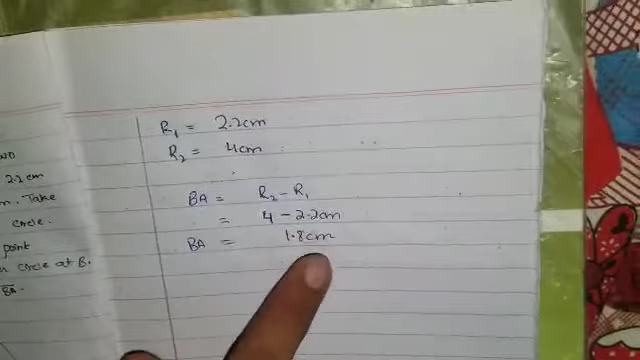 R₁ = 2.2cm
R₂ = 4cm
BA = R₂ - R₁
= 4 - 2.2cm
BA = 1.8cm
2.2 cm
Take
circle.
point
circle at B.
BA.